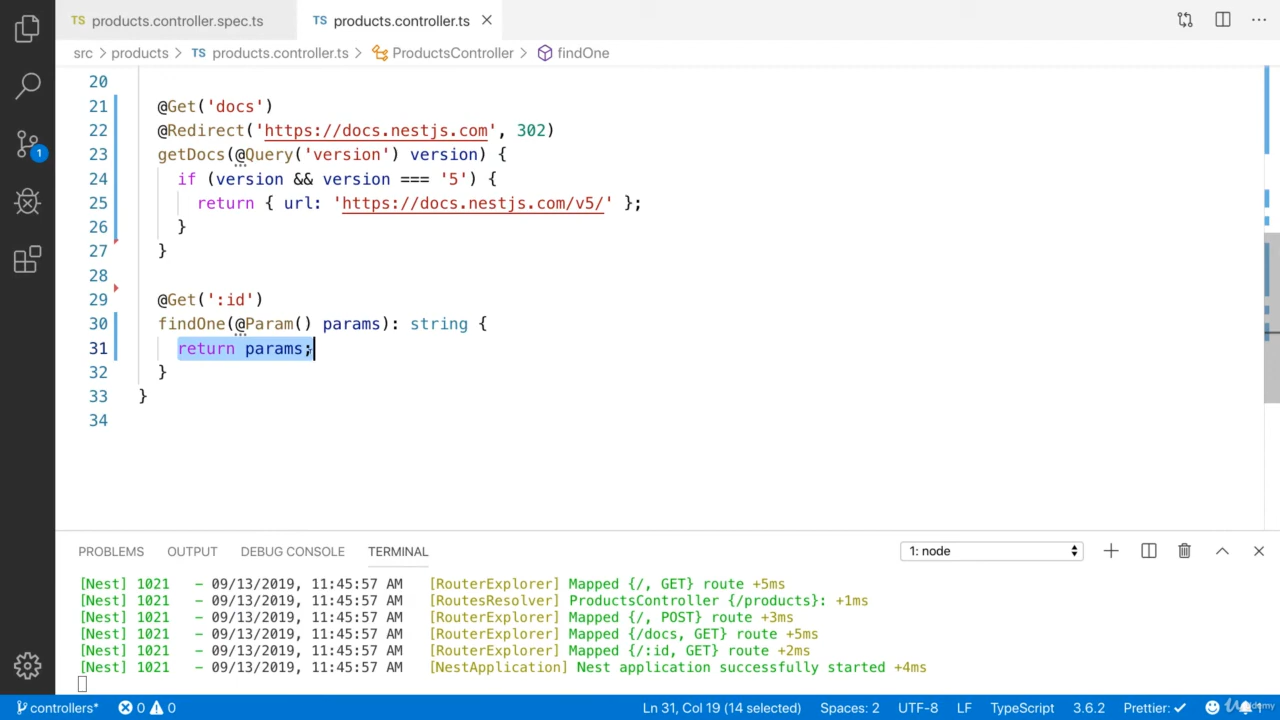 TS products.controller.spec.ts TS products.controller.ts
src > products > TS products.controller.ts > ProductsController > findOne
20
21 @Get('docs')
22 @Redirect('https://docs.nestjs.com', 302)
23 getDocs(@Query('version') version) {
24 if (version && version === '5') {
25 return { url: 'https://docs.nestjs.com/v5/' };
26 }
27 }
28
29 @Get(':id')
30 findOne(@Param() params): string {
31 return params;
32 }
33 }
34
1
PROBLEMS OUTPUT DEBUG CONSOLE TERMINAL 1: node
[Nest] 1021 - 09/13/2019, 11:45:57 AM [RouterExplorer] Mapped {/, GET} route +5ms
[Nest] 1021 - 09/13/2019, 11:45:57 AM [RoutesResolver] ProductsController {/products}: +1ms
[Nest] 1021 - 09/13/2019, 11:45:57 AM [RouterExplorer] Mapped {/, POST} route +3ms
[Nest] 1021 - 09/13/2019, 11:45:57 AM [RouterExplorer] Mapped {/docs, GET} route +5ms
[Nest] 1021 - 09/13/2019, 11:45:57 AM [RouterExplorer] Mapped {/:id, GET} route +2ms
[Nest] 1021 - 09/13/2019, 11:45:57 AM [NestApplication] Nest application successfully started +4ms
controllers* 0 0 Ln 31, Col 19 (14 selected) Spaces: 2 UTF-8 LF TypeScript 3.6.2 Prettier: ✓